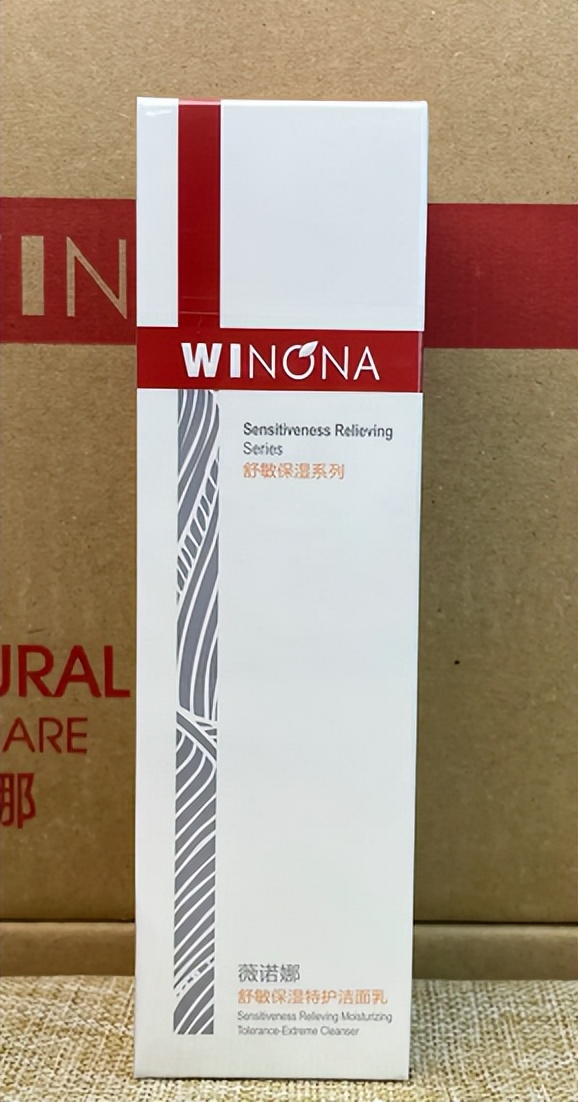 IN
WINONA
Sensitiveness Relieving
Series
舒敏保湿系列
URAL
ARE
娜
薇诺娜
舒敏保湿特护洁面乳
Sensitiveness Relieving Moisturizing
Tolerance-Extreme Cleanser